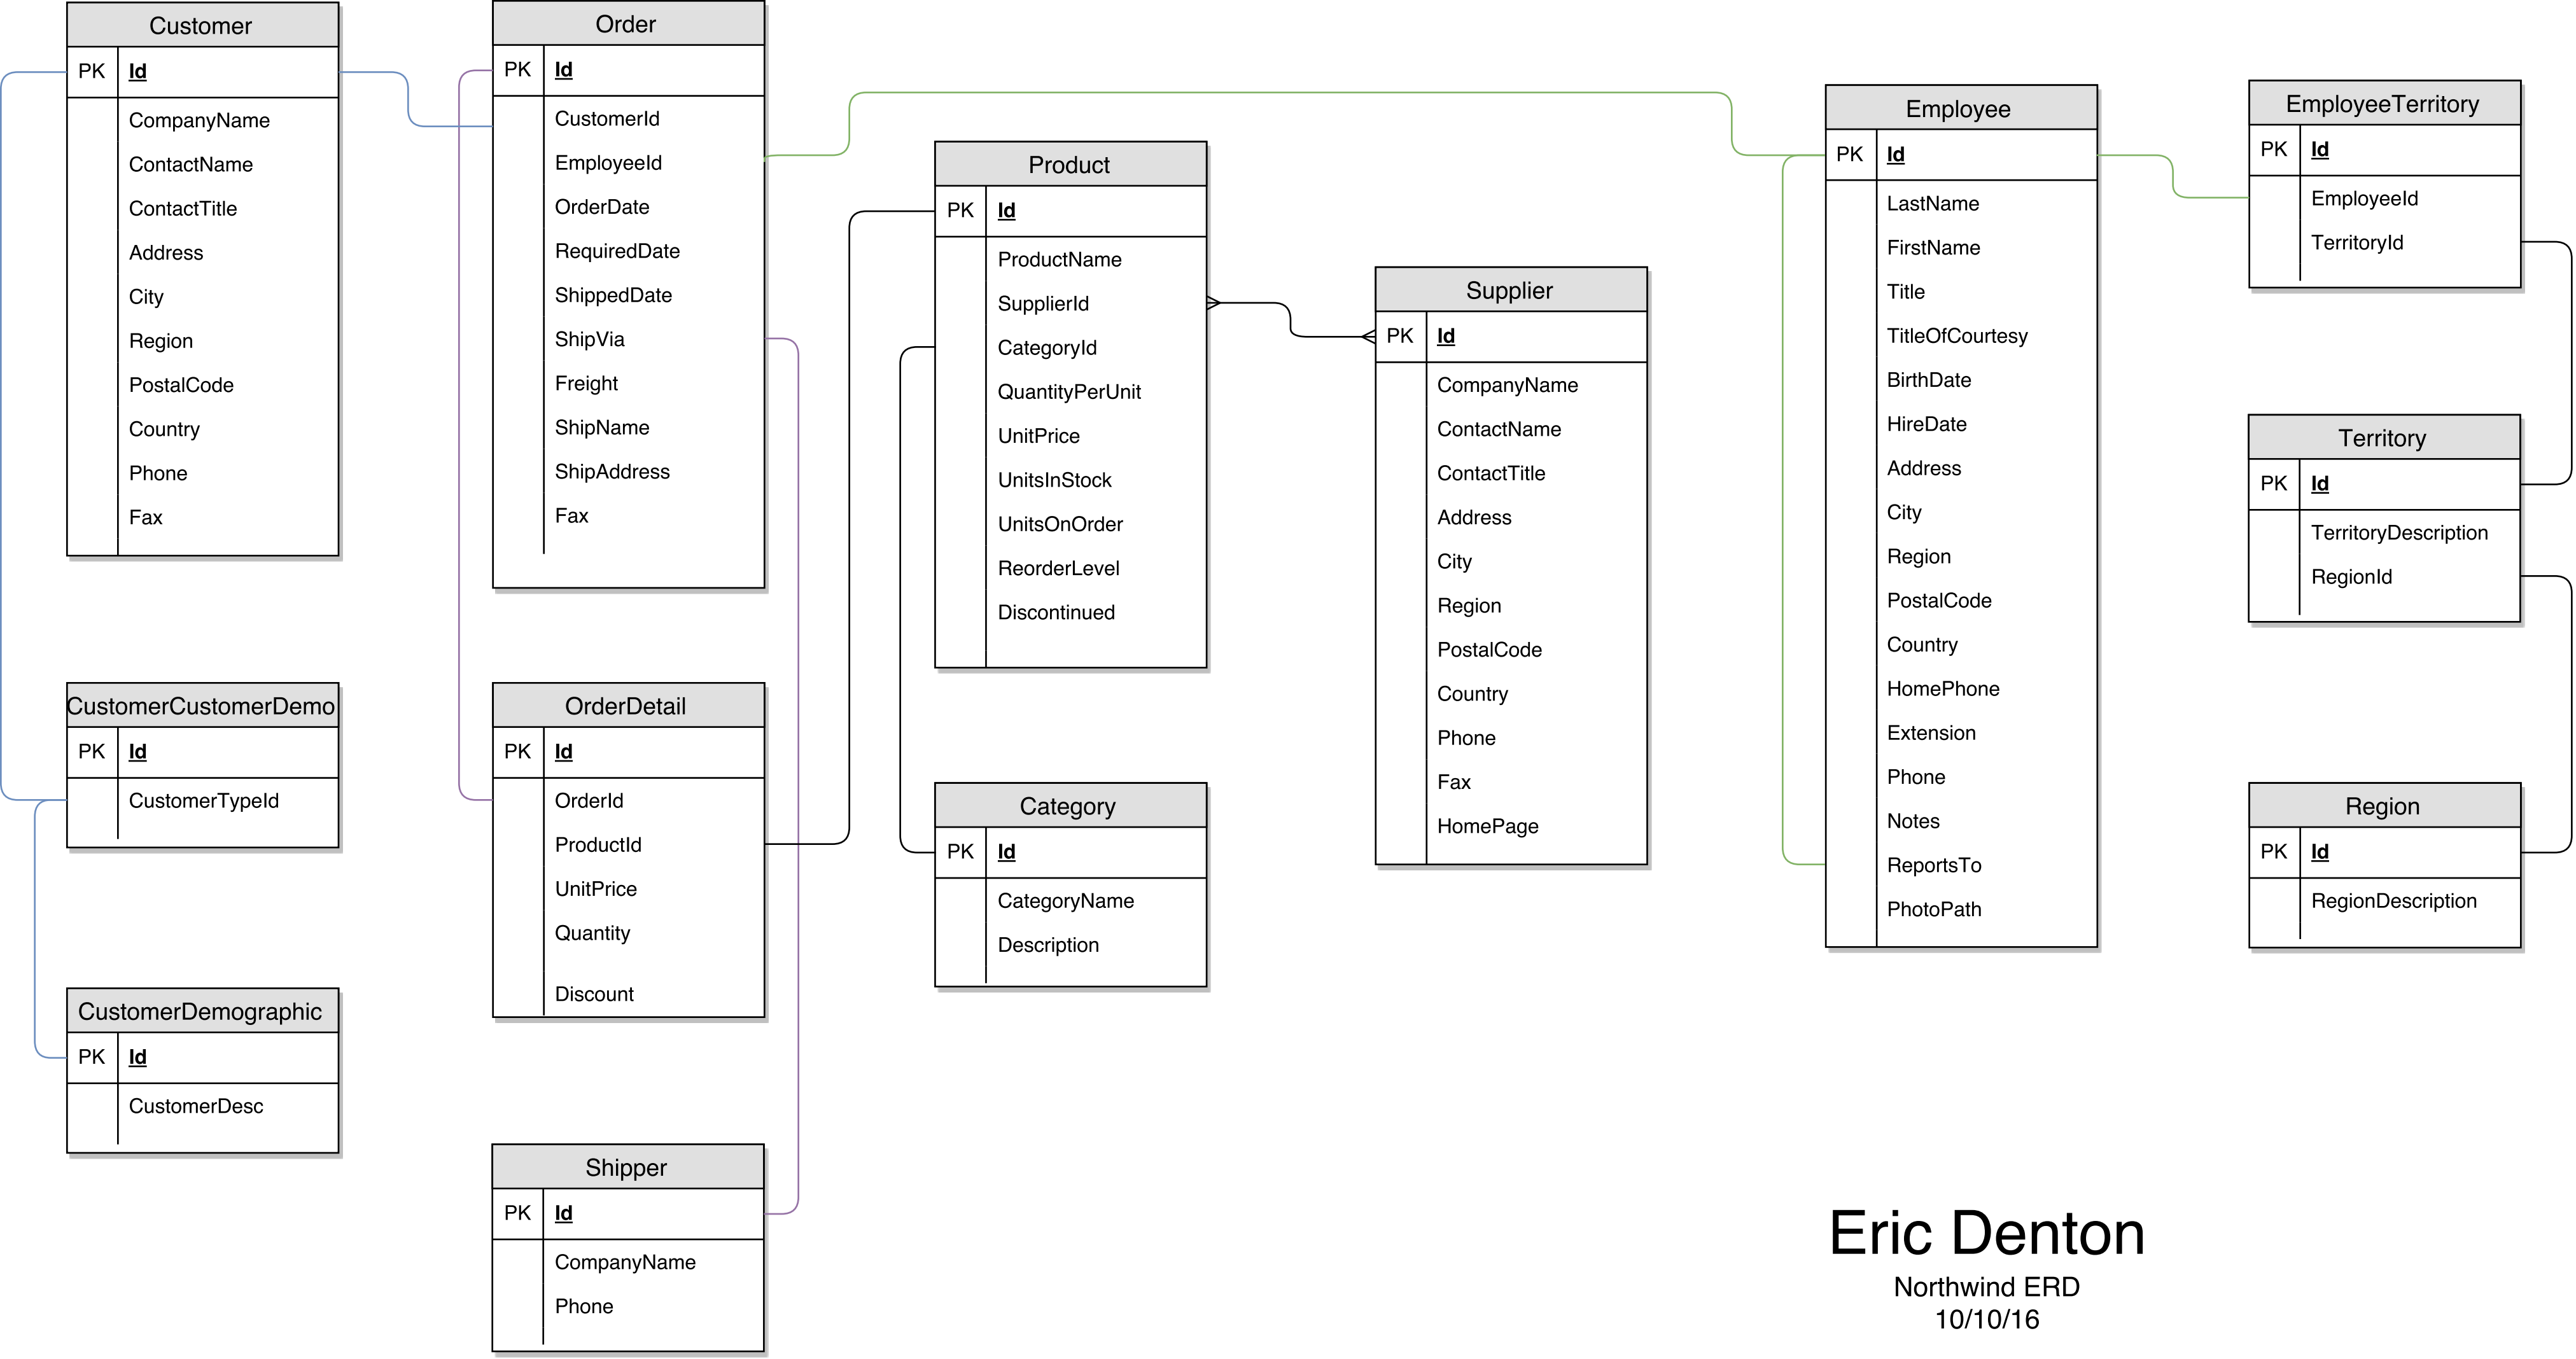 Customer
PK Id
CompanyName
ContactName
ContactTitle
Address
City
Region
PostalCode
Country
Phone
Fax
CustomerCustomerDemo
PK Id
CustomerTypeId
CustomerDemographic
PK Id
CustomerDesc
Order
PK Id
CustomerId
EmployeeId
OrderDate
RequiredDate
ShippedDate
ShipVia
Freight
ShipName
ShipAddress
Fax
OrderDetail
PK Id
OrderId
ProductId
UnitPrice
Quantity
Discount
Shipper
PK Id
CompanyName
Phone
Product
PK Id
ProductName
SupplierId
CategoryId
QuantityPerUnit
UnitPrice
UnitsInStock
UnitsOnOrder
ReorderLevel
Discontinued
Category
PK Id
CategoryName
Description
Supplier
PK Id
CompanyName
ContactName
ContactTitle
Address
City
Region
PostalCode
Country
Phone
Fax
HomePage
Employee
PK Id
LastName
FirstName
Title
TitleOfCourtesy
BirthDate
HireDate
Address
City
Region
PostalCode
Country
HomePhone
Extension
Phone
Notes
ReportsTo
PhotoPath
EmployeeTerritory
PK Id
EmployeeId
TerritoryId
Territory
PK Id
TerritoryDescription
RegionId
Region
PK Id
RegionDescription
Eric Denton
Northwind ERD
10/10/16